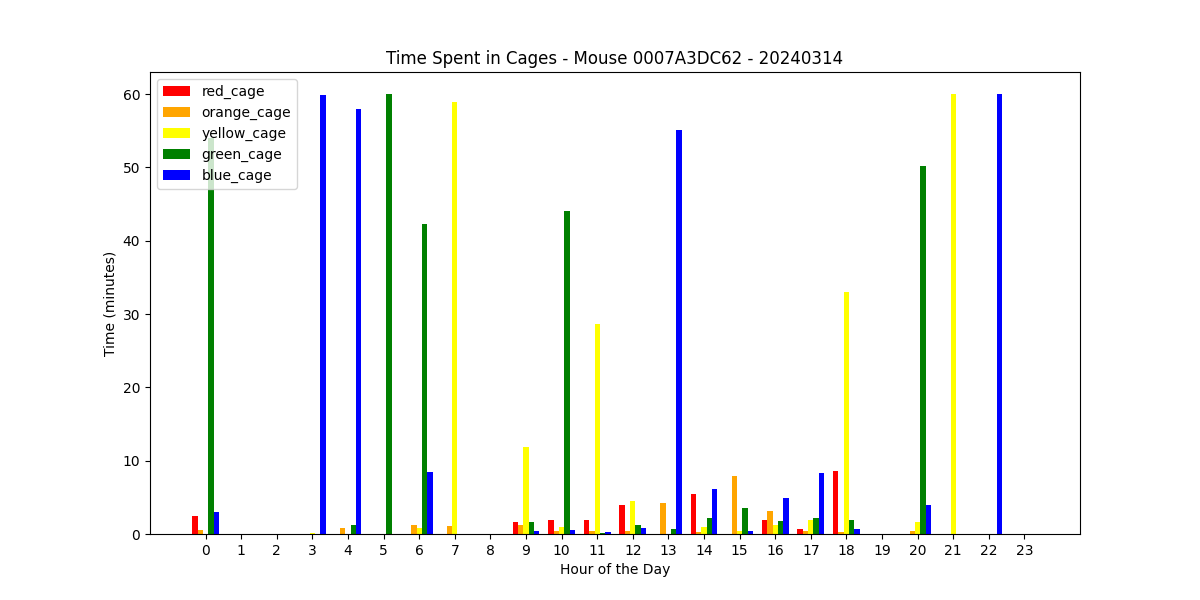 Time Spent in Cages - Mouse 0007A3DC62 - 20240314
red_cage
orange_cage
yellow_cage
green_cage
blue_cage
60
50
40
30
20
10
0
Time (minutes)
0 1 2 3 4 5 6 7 8 9 10 11 12 13 14 15 16 17 18 19 20 21 22 23
Hour of the Day